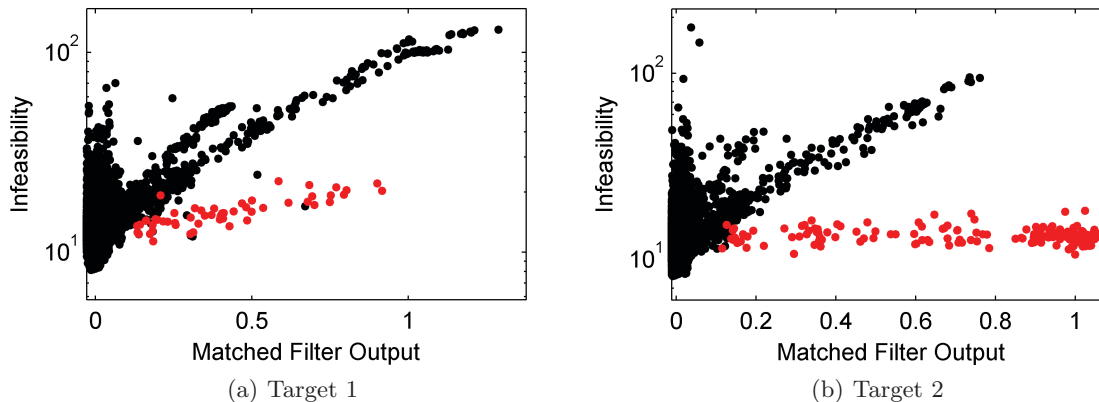 10²
10¹
Infeasibility
0
0.5
1
Matched Filter Output
(a) Target 1
10²
10¹
Infeasibility
0
0.2
0.4
0.6
0.8
1
Matched Filter Output
(b) Target 2